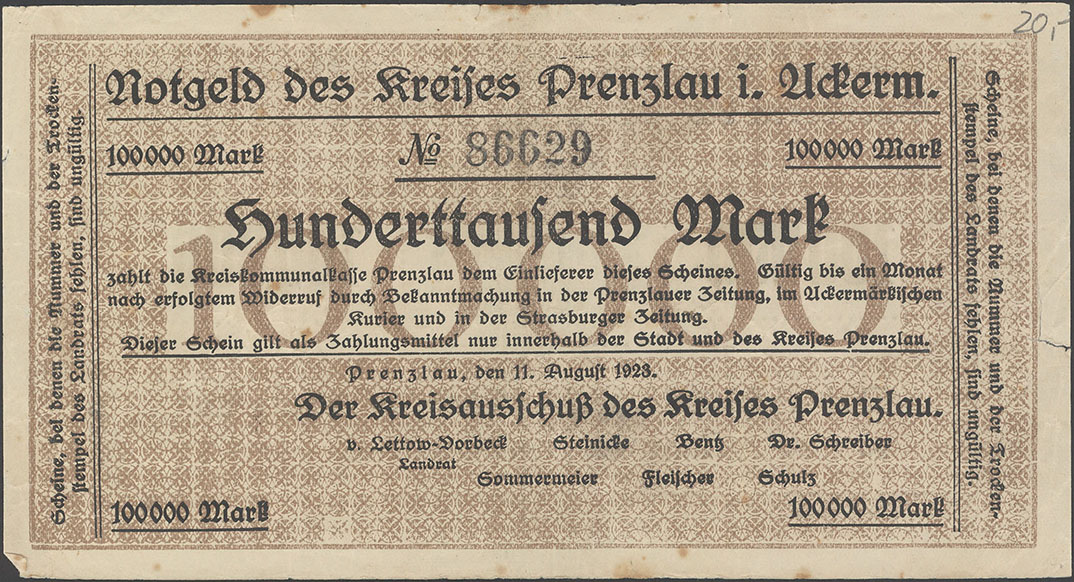 20,-
Notgeld des Kreises Prenzlau i. Uckerm.
100000 Mark
№ 86629
100000 Mark
Hunderttausend Mark
100000
zahlt die Kreiskommunalkasse Prenzlau dem Einlieferer dieses Scheines. Gültig bis ein Monat
nach erfolgtem Widerruf durch Bekanntmachung in der Prenzlauer Zeitung, im Uckermärkischen
Kurier und in der Strasburger Zeitung.
Dieser Schein gilt als Zahlungsmittel nur innerhalb der Stadt und des Kreises Prenzlau.
Prenzlau, den 11. August 1923.
Der Kreisausschuß des Kreises Prenzlau.
v. Lettow-Vorbeck Steinicke Bentz Dr. Schreiber
Landrat
Sommermeier Fleischer Schulz
100000 Mark
100000 Mark
Scheine, bei denen die Nummer und der Trocken-
stempel des Landrats fehlen, sind ungültig.
Scheine, bei denen die Nummer und der Trocken-
stempel des Landrats fehlen, sind ungültig.